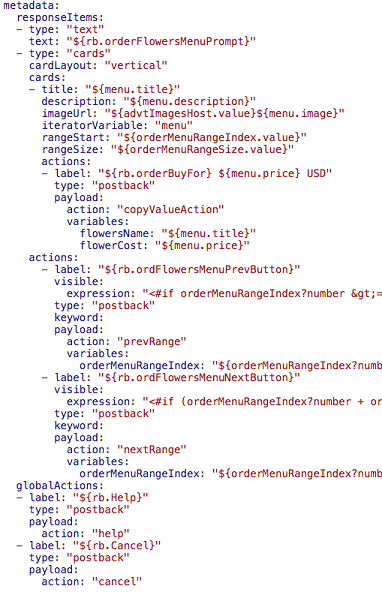 metadata:
responseItems:
- type: "text"
text: "${rb.orderFlowersMenuPrompt}"
- type: "cards"
cardLayout: "vertical"
cards:
- title: "${menu.title}"
description: "${menu.description}"
imageUrl: "${advtImagesHost.value}${menu.image}"
iteratorVariable: "menu"
rangeStart: "${orderMenuRangeIndex.value}"
rangeSize: "${orderMenuRangeSize.value}"
actions:
- label: "${rb.orderBuyFor} ${menu.price} USD"
type: "postback"
payload:
action: "copyValueAction"
variables:
flowersName: "${menu.title}"
flowerCost: "${menu.price}"
actions:
- label: "${rb.ordFlowersMenuPrevButton}"
visible:
expression: "<#if orderMenuRangeIndex?number &gt;=
type: "postback"
keyword:
payload:
action: "prevRange"
variables:
orderMenuRangeIndex: "${orderMenuRangeIndex?numb
- label: "${rb.ordFlowersMenuNextButton}"
visible:
expression: "<#if (orderMenuRangeIndex?number + or
type: "postback"
keyword:
payload:
action: "nextRange"
variables:
orderMenuRangeIndex: "${orderMenuRangeIndex?numb
globalActions:
- label: "${rb.Help}"
type: "postback"
payload:
action: "help"
- label: "${rb.Cancel}"
type: "postback"
payload:
action: "cancel"